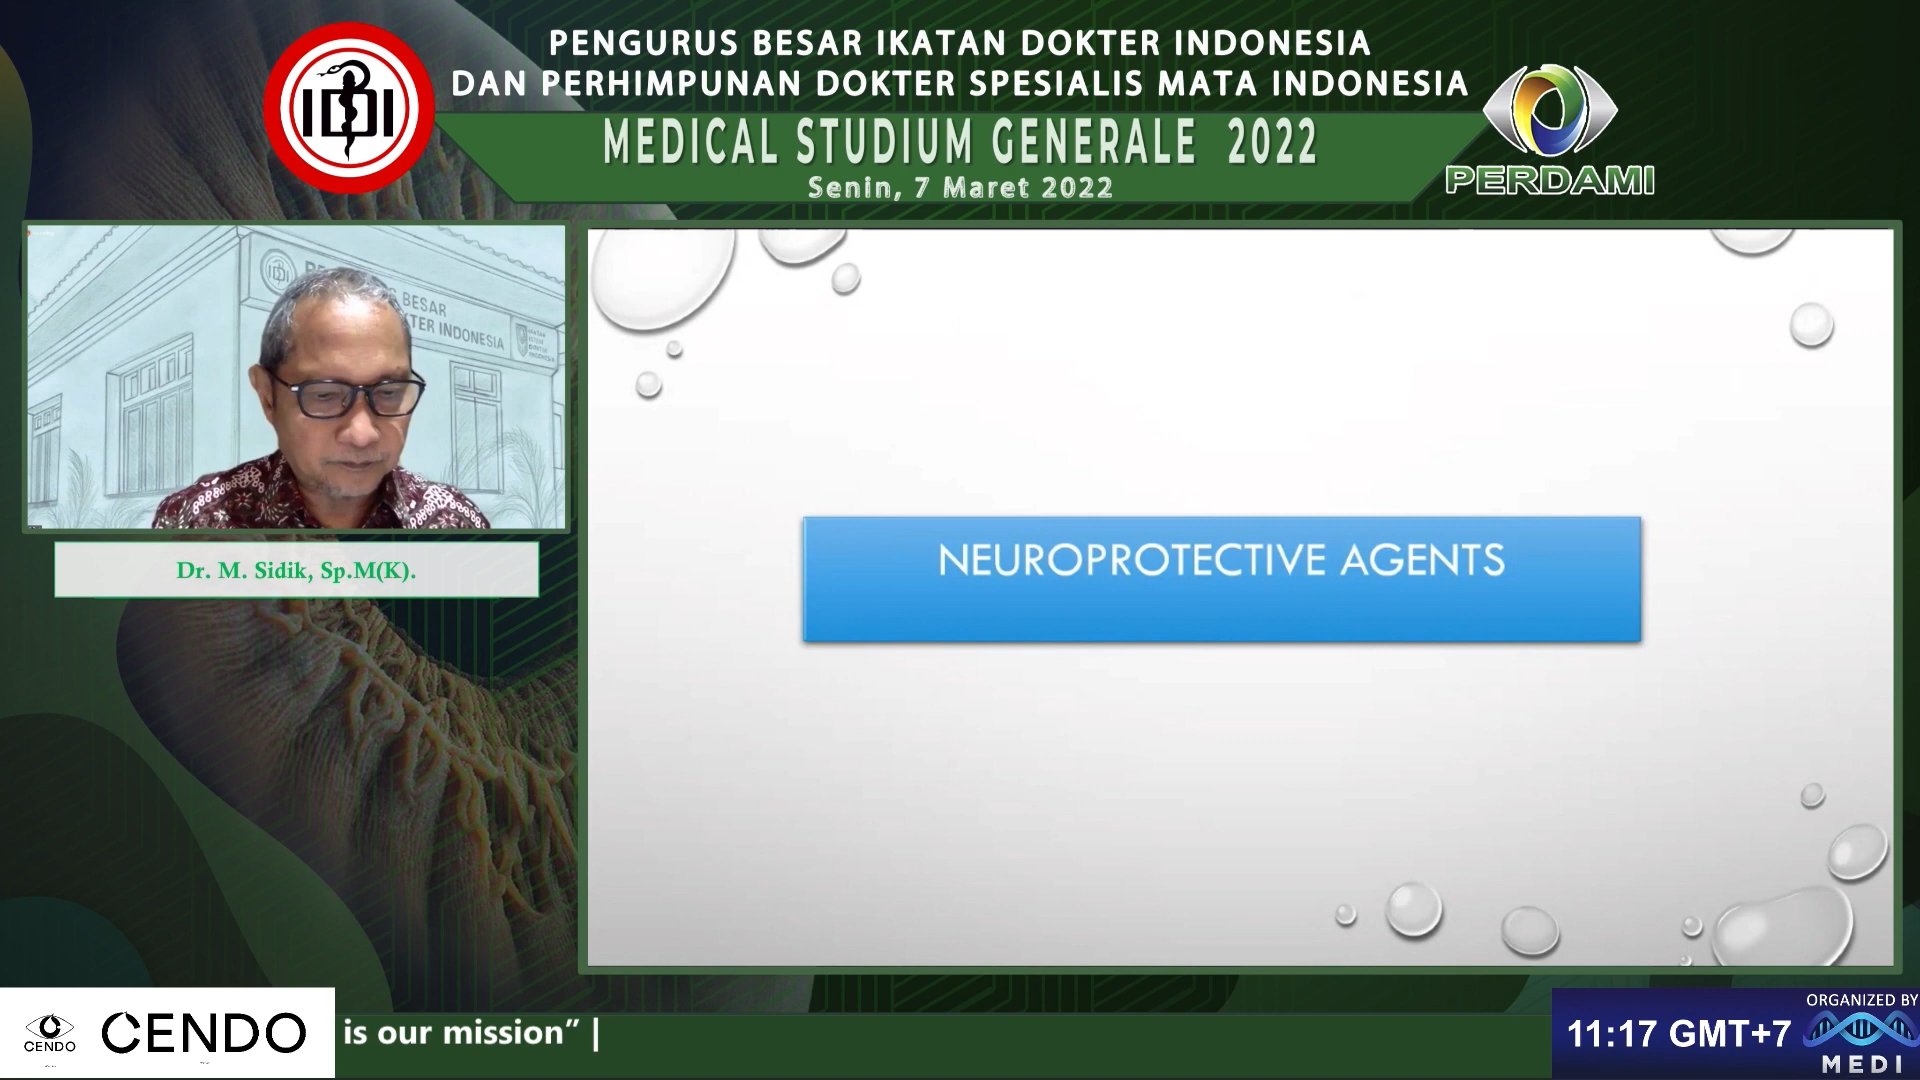 PENGURUS BESAR IKATAN DOKTER INDONESIA
DAN PERHIMPUNAN DOKTER SPESIALIS MATA INDONESIA
IDI
MEDICAL STUDIUM GENERALE 2022
Senin, 7 Maret 2022
PERDAMI
BESAR
KTER INDONESIA
Dr. M. Sidik, Sp.M(K).
NEUROPROTECTIVE AGENTS
CENDO
CENDO
is our mission” |
11:17 GMT+7
ORGANIZED BY
MEDI